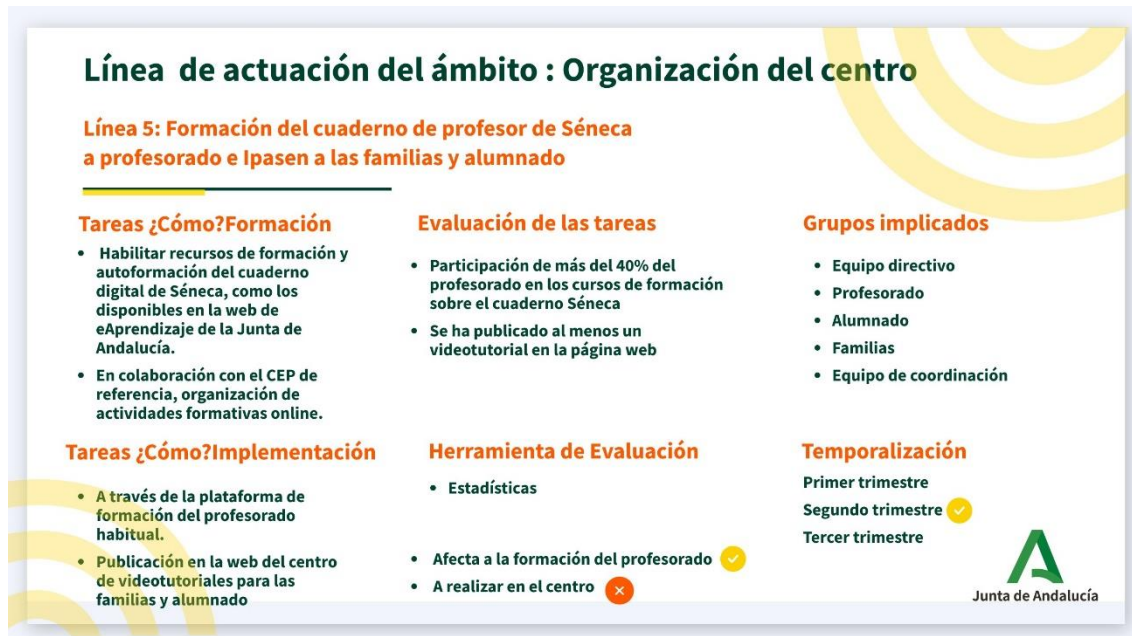 Línea de actuación del ámbito : Organización del centro
Línea 5: Formación del cuaderno de profesor de Séneca
a profesorado e Ipasen a las familias y alumnado
Tareas ¿Cómo?Formación
• Habilitar recursos de formación y
autoformación del cuaderno
digital de Séneca, como los
disponibles en la web de
eAprendizaje de la Junta de
Andalucía.
• En colaboración con el CEP de
referencia, organización de
actividades formativas online.
Evaluación de las tareas
• Participación de más del 40% del
profesorado en los cursos de formación
sobre el cuaderno Séneca
• Se ha publicado al menos un
videotutorial en la página web
Grupos implicados
• Equipo directivo
• Profesorado
• Alumnado
• Familias
• Equipo de coordinación
Tareas ¿Cómo?Implementación
• A través de la plataforma de
formación del profesorado
habitual.
• Publicación en la web del centro
de videotutoriales para las
familias y alumnado
Herramienta de Evaluación
• Estadísticas
• Afecta a la formación del profesorado
• A realizar en el centro
Temporalización
Primer trimestre
Segundo trimestre
Tercer trimestre
Junta de Andalucía